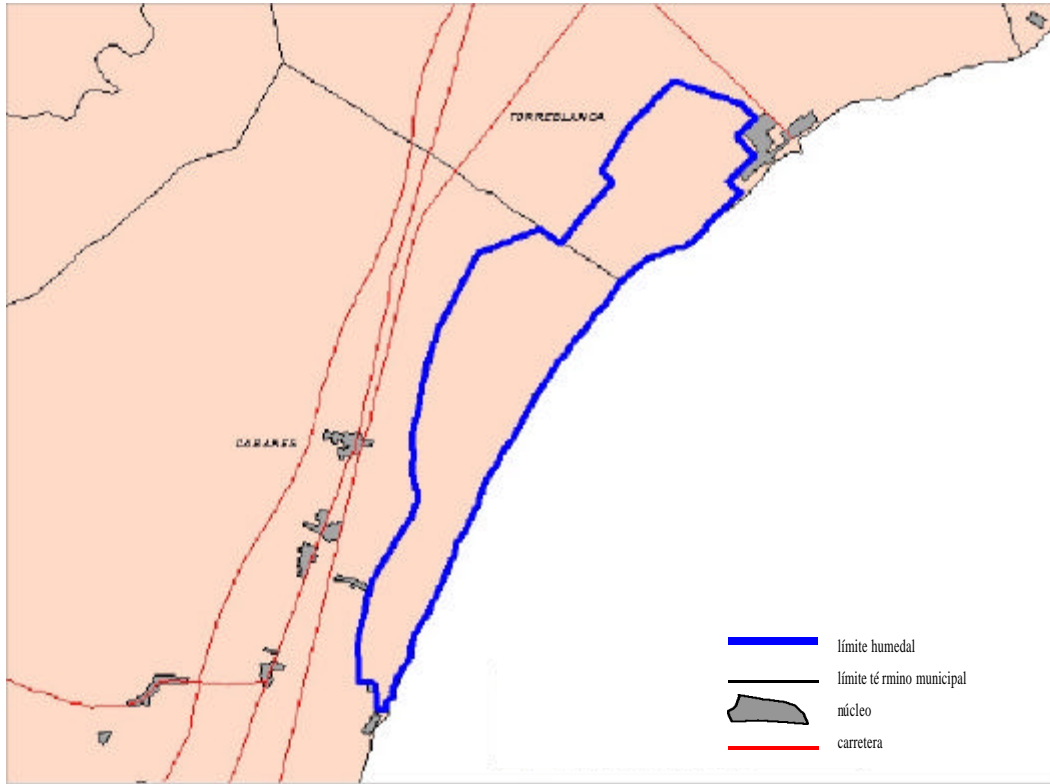 TORREBLANCA
CABANES
límite humedal
límite té rmino municipal
núcleo
carretera